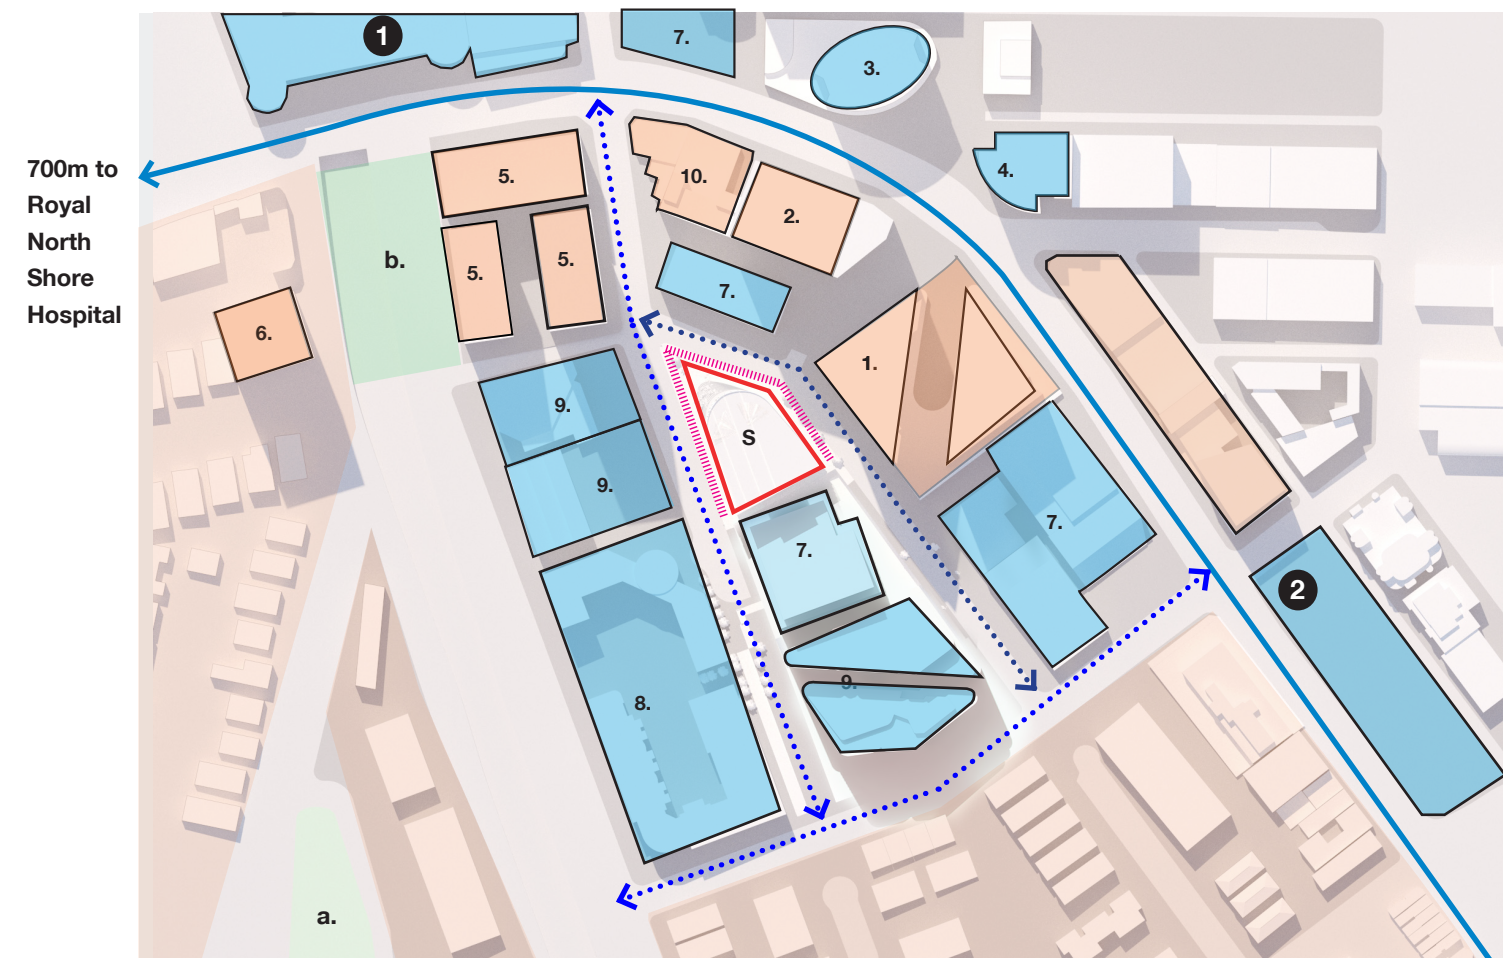 1
7.
3.
700m to
Royal
North
Shore
Hospital
5.
10.
4.
2.
b.
5.
5.
7.
6.
1.
9.
S
9.
7.
7.
2
9.
8.
a.